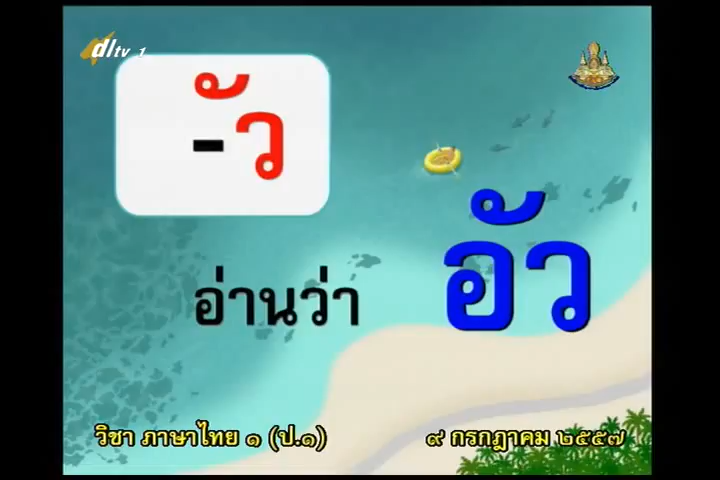 dltv 1
-ัว
อ่านว่า อัว
วิชา ภาษาไทย ๑ (ป.๑) ๙ กรกฎาคม ๒๕๕๗